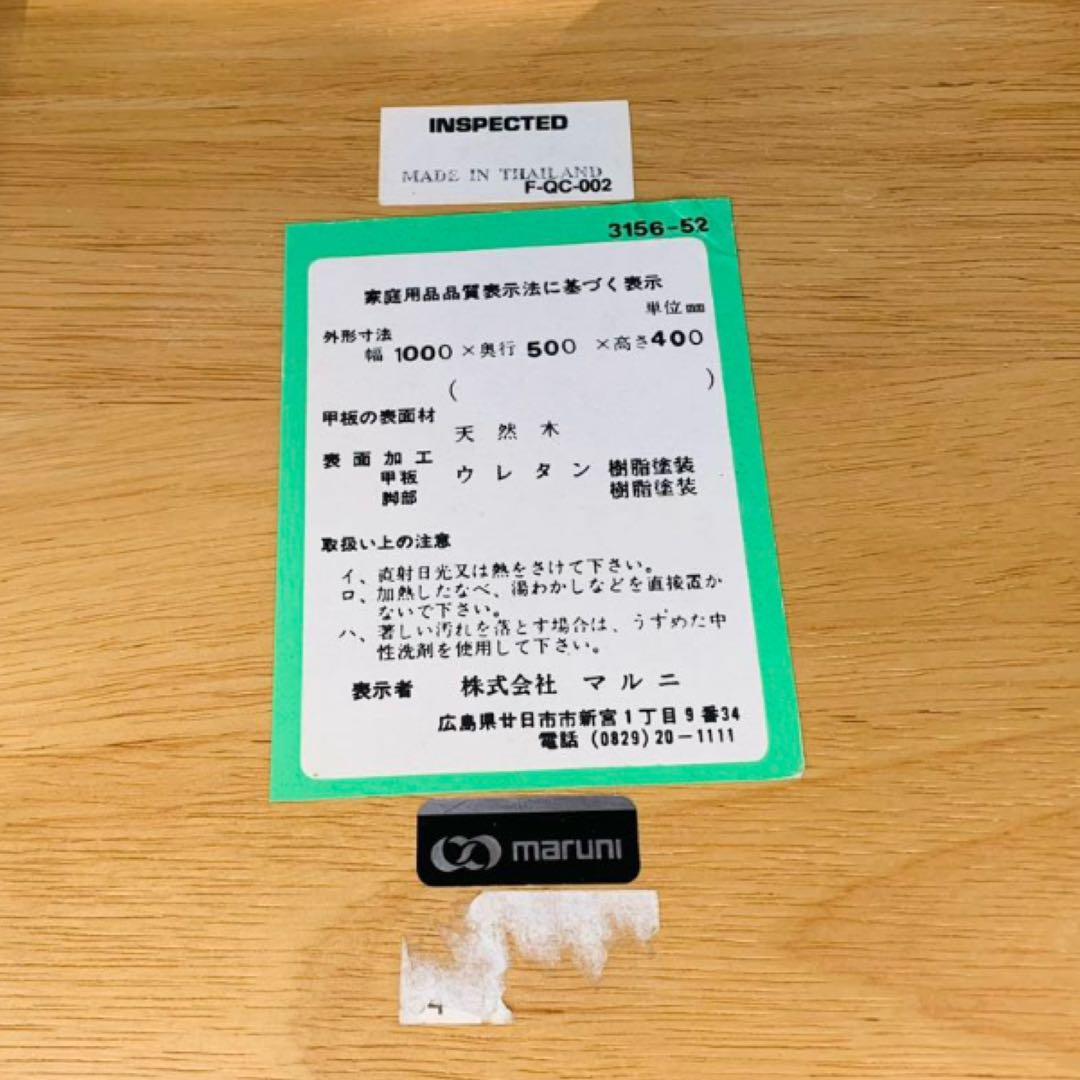 INSPECTED
MADE IN THAILAND
F-QC-002
3156-52
家庭用品品質表示法に基づく表示
単位mm
外形寸法
幅 1000 ×奥行 500 ×高さ400
( )
甲板の表面材
天然木
表面加工
甲板 ウレタン 樹脂塗装
脚部 樹脂塗装
取扱い上の注意
イ、直射日光又は熱をさけて下さい。
ロ、加熱したなべ、湯わかしなどを直接置か
ないで下さい。
ハ、著しい汚れを落とす場合は、うすめた中
性洗剤を使用して下さい。
表示者 株式会社 マルニ
広島県廿日市市新宮1丁目9番34
電話 (0829)20-1111
maruni